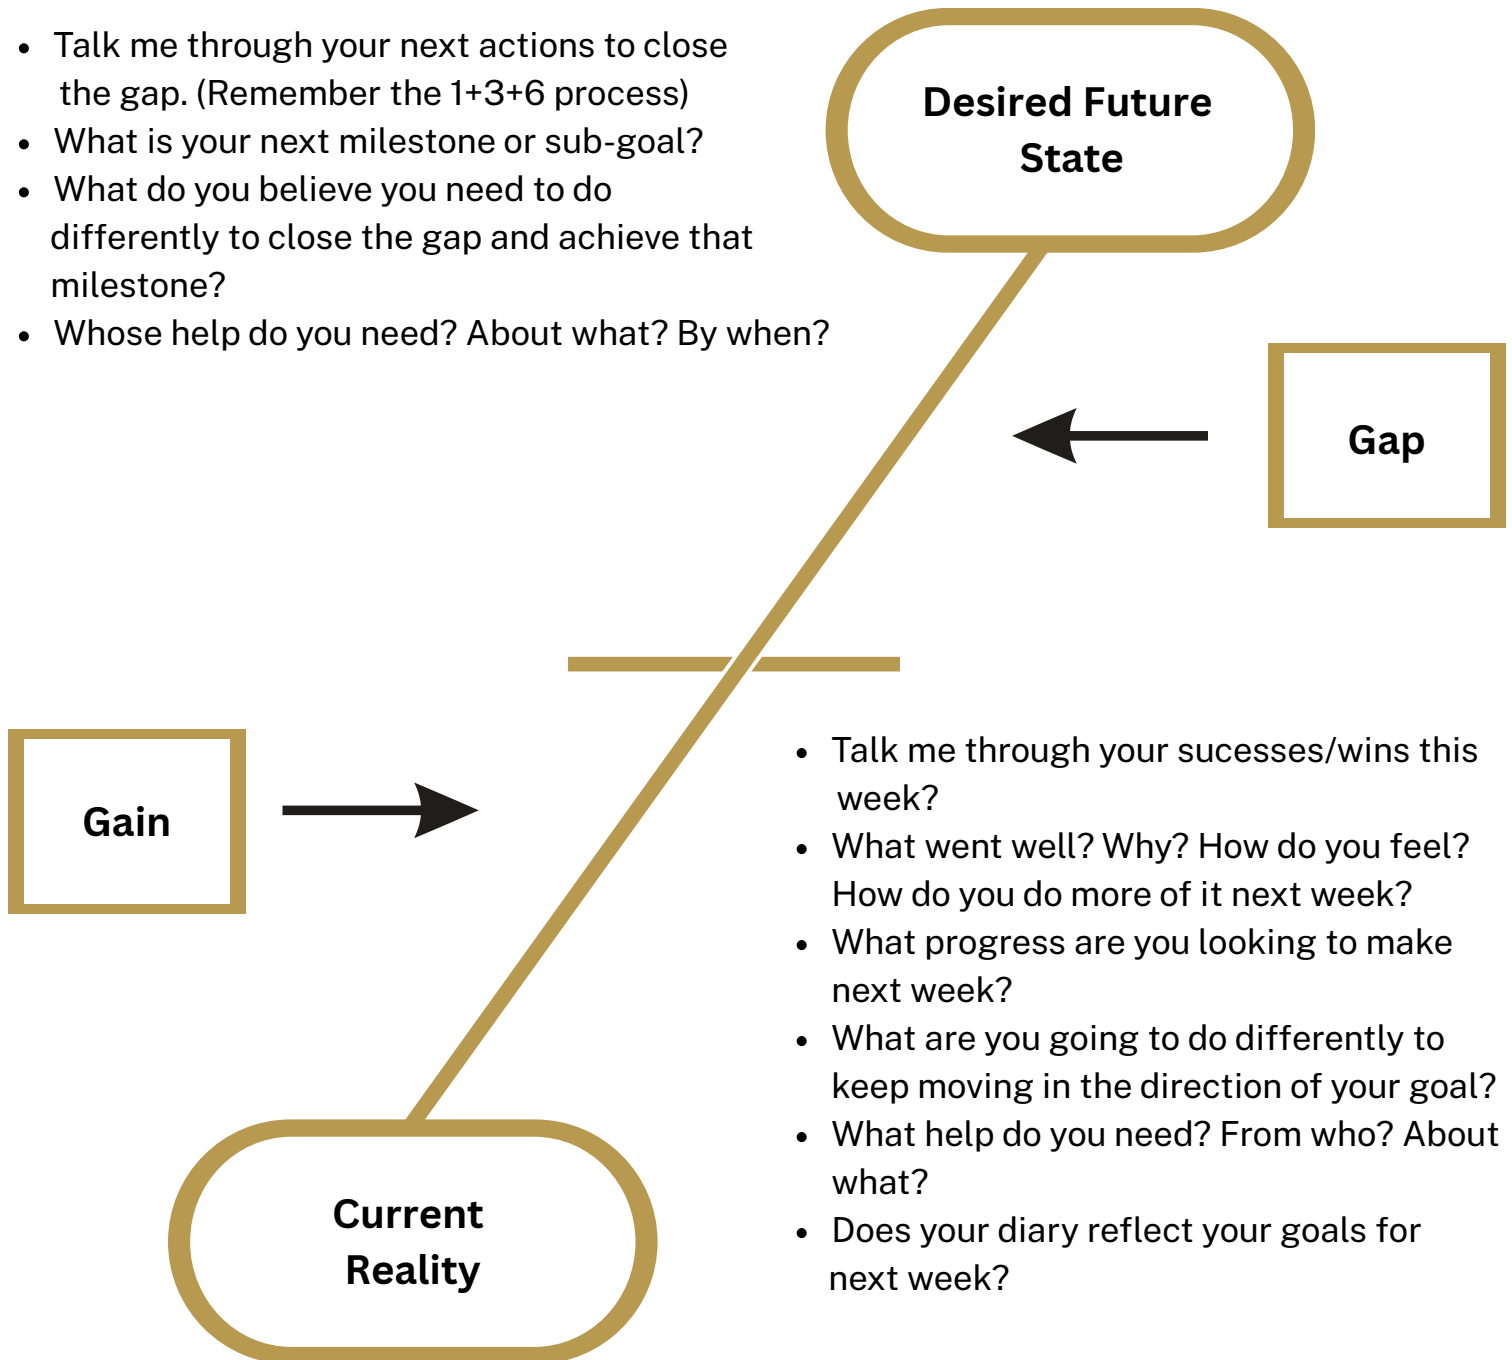 • Talk me through your next actions to close
the gap. (Remember the 1+3+6 process)
• What is your next milestone or sub-goal?
• What do you believe you need to do
differently to close the gap and achieve that
milestone?
• Whose help do you need? About what? By when?
Desired Future
State
Gap
Gain
• Talk me through your sucesses/wins this
week?
• What went well? Why? How do you feel?
How do you do more of it next week?
• What progress are you looking to make
next week?
• What are you going to do differently to
keep moving in the direction of your goal?
• What help do you need? From who? About
what?
• Does your diary reflect your goals for
next week?
Current
Reality